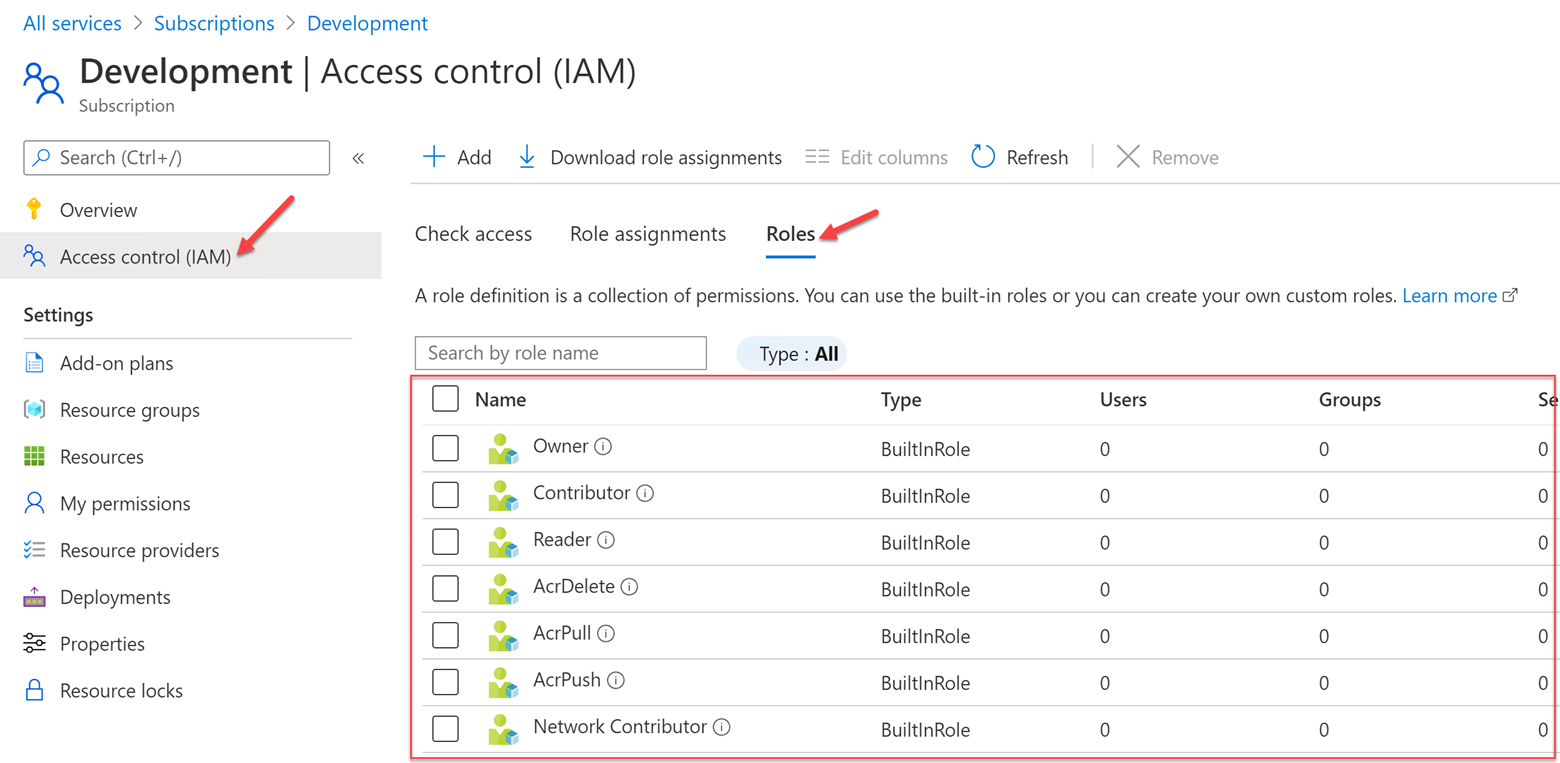 All services > Subscriptions > Development
Development | Access control (IAM)
Subscription
Search (Ctrl+/)
«
Overview
Access control (IAM)
Settings
Add-on plans
Resource groups
Resources
My permissions
Resource providers
Deployments
Properties
Resource locks
Add Download role assignments Edit columns Refresh | Remove
Check access Role assignments Roles
A role definition is a collection of permissions. You can use the built-in roles or you can create your own custom roles. Learn more
Search by role name Type : All
Name Type Users Groups Se
Owner BuiltInRole 0 0 0
Contributor BuiltInRole 0 0 0
Reader BuiltInRole 0 0 0
AcrDelete BuiltInRole 0 0 0
AcrPull BuiltInRole 0 0 0
AcrPush BuiltInRole 0 0 0
Network Contributor BuiltInRole 0 0 0